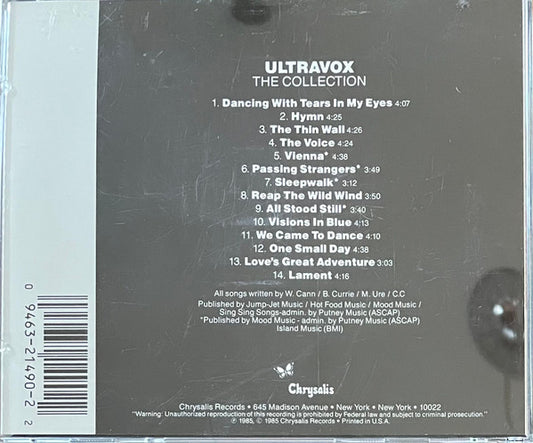 ULTRAVOX
THE COLLECTION
1. Dancing With Tears In My Eyes 4:07
2. Hymn 4:25
3. The Thin Wall 4:26
4. The Voice 4:24
5. Vienna* 4:38
6. Passing Strangers* 3:49
7. Sleepwalk* 3:12
8. Reap The Wild Wind 3:50
9. All Stood Still* 3:40
10. Visions In Blue 4:13
11. We Came To Dance 4:10
12. One Small Day 4:38
13. Love's Great Adventure 3:03
14. Lament 4:16
All songs written by W. Cann / B. Currie / M. Ure / C.C
Published by Jump-Jet Music / Hot Food Music / Mood Music /
Sing Sing Songs-admin. by Putney Music (ASCAP)
*Published by Mood Music - admin. by Putney Music (ASCAP)
Island Music (BMI)
Chrysalis
Chrysalis Records • 645 Madison Avenue • New York • New York • 10022
"Warning: Unauthorized reproduction of this recording is prohibited by Federal law and subject to criminal prosecution."
℗ 1985, © 1985 Chrysalis Records • Printed in U.S.A.
0 9463-21490-2 2